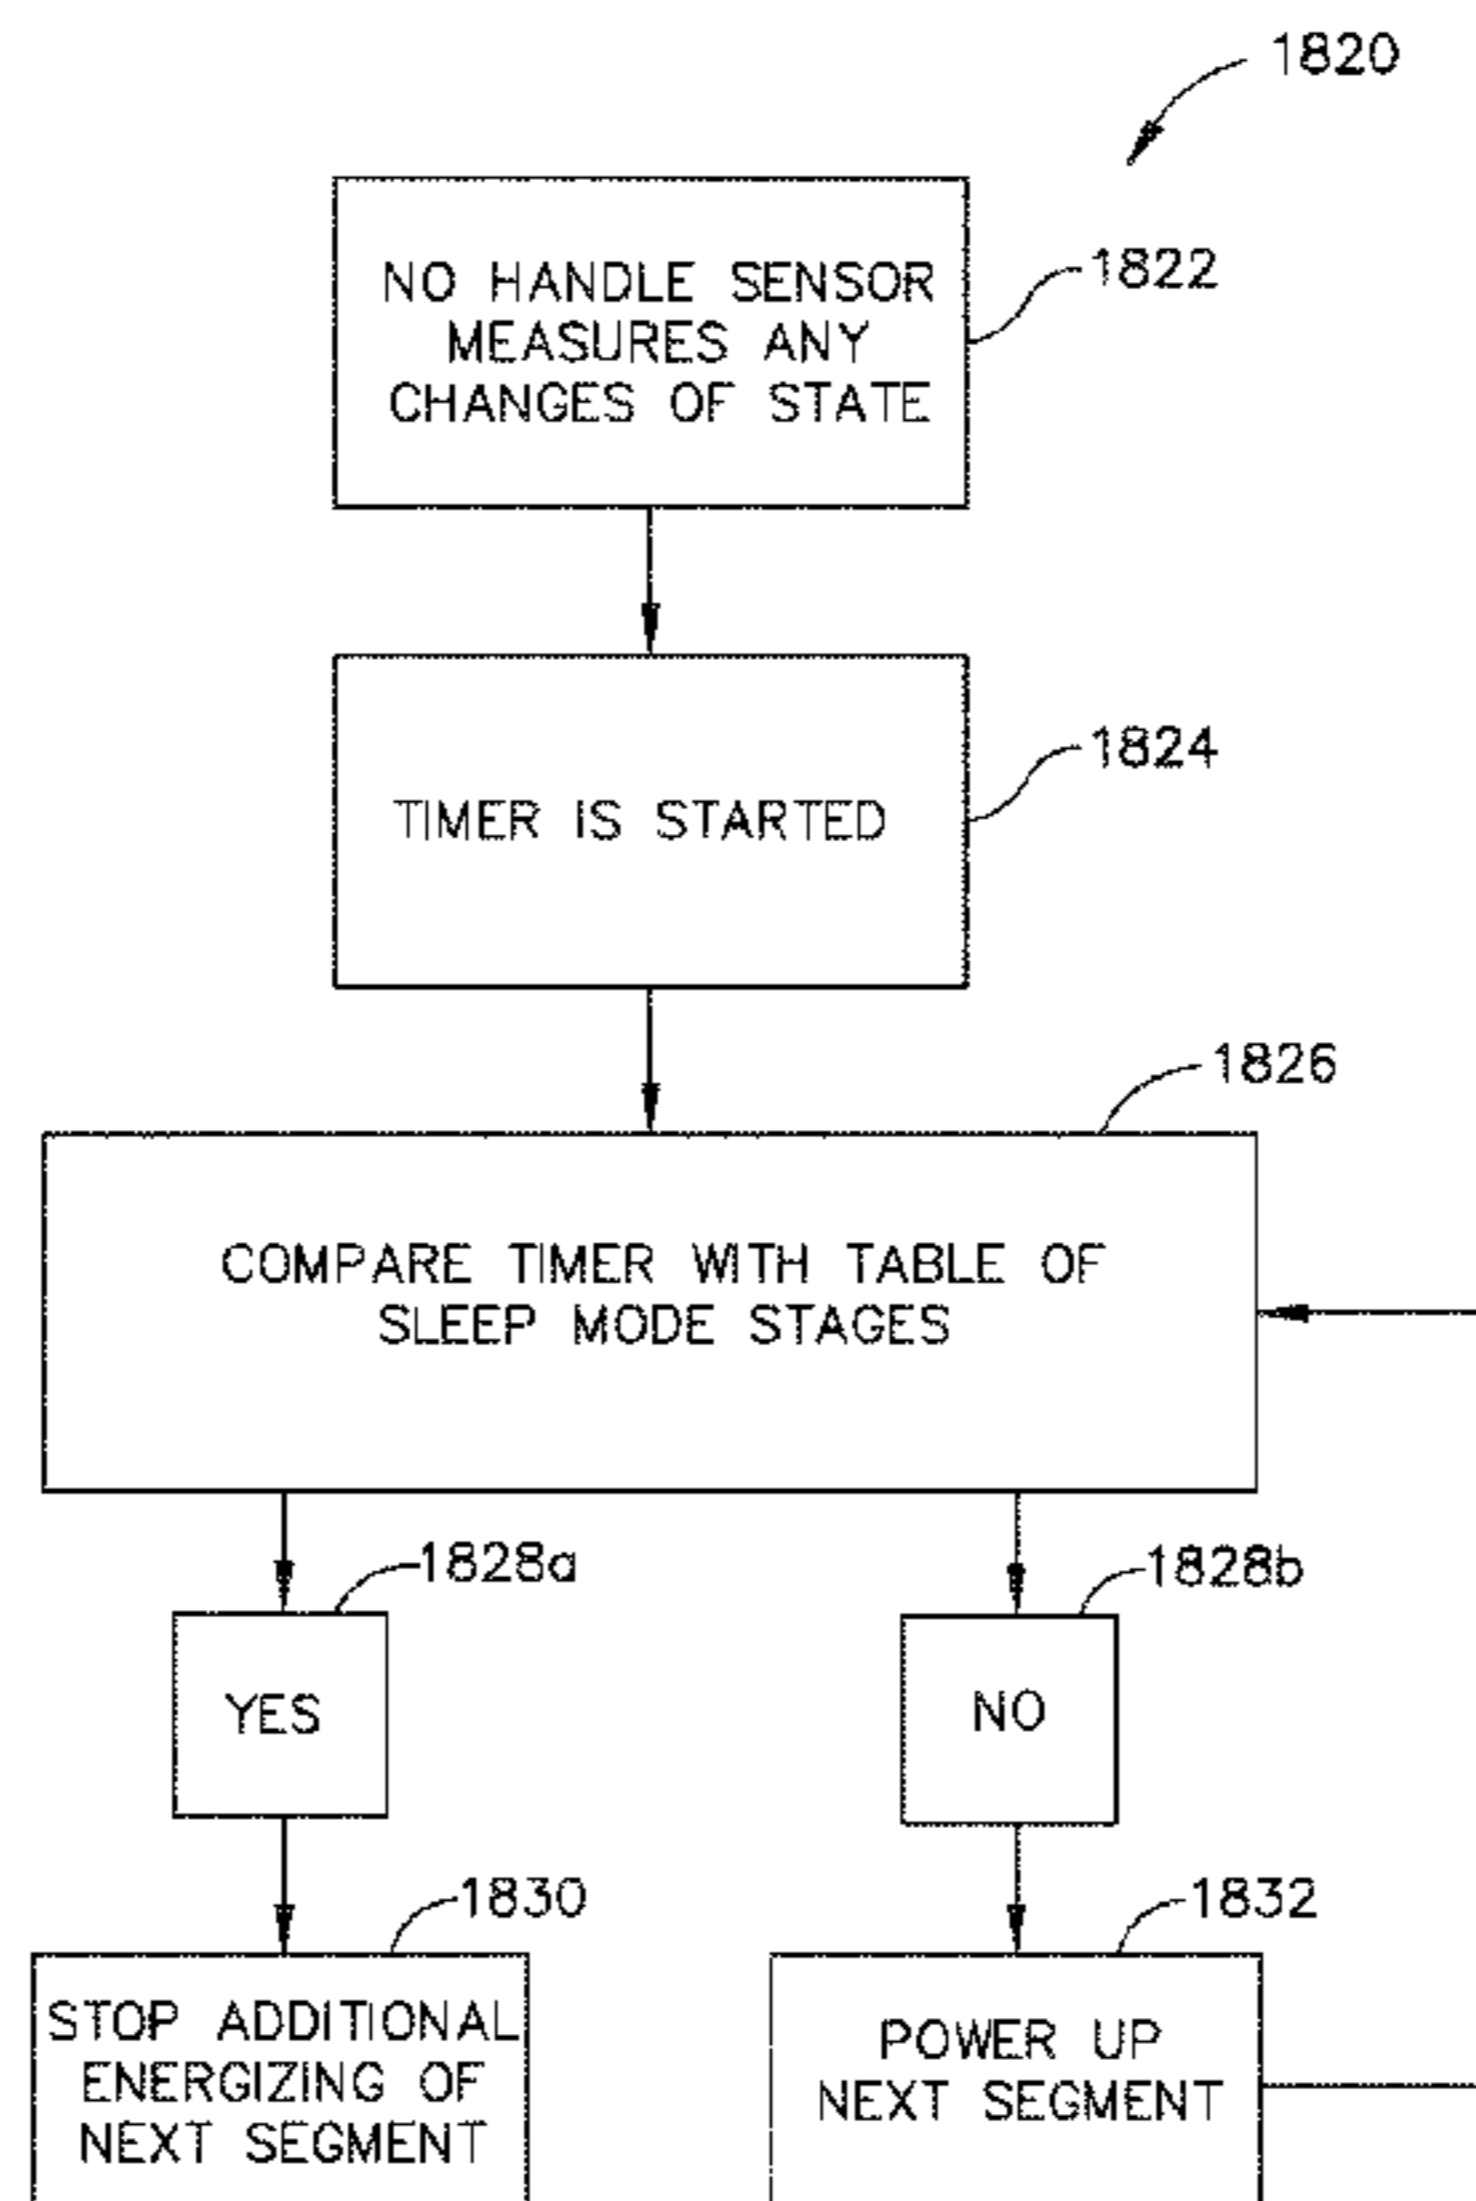 1820
NO HANDLE SENSOR
MEASURES ANY
CHANGES OF STATE
1822
TIMER IS STARTED
1824
1826
COMPARE TIMER WITH TABLE OF
SLEEP MODE STAGES
1828a
1828b
YES
NO
1830
1832
STOP ADDITIONAL
ENERGIZING OF
NEXT SEGMENT
POWER UP
NEXT SEGMENT